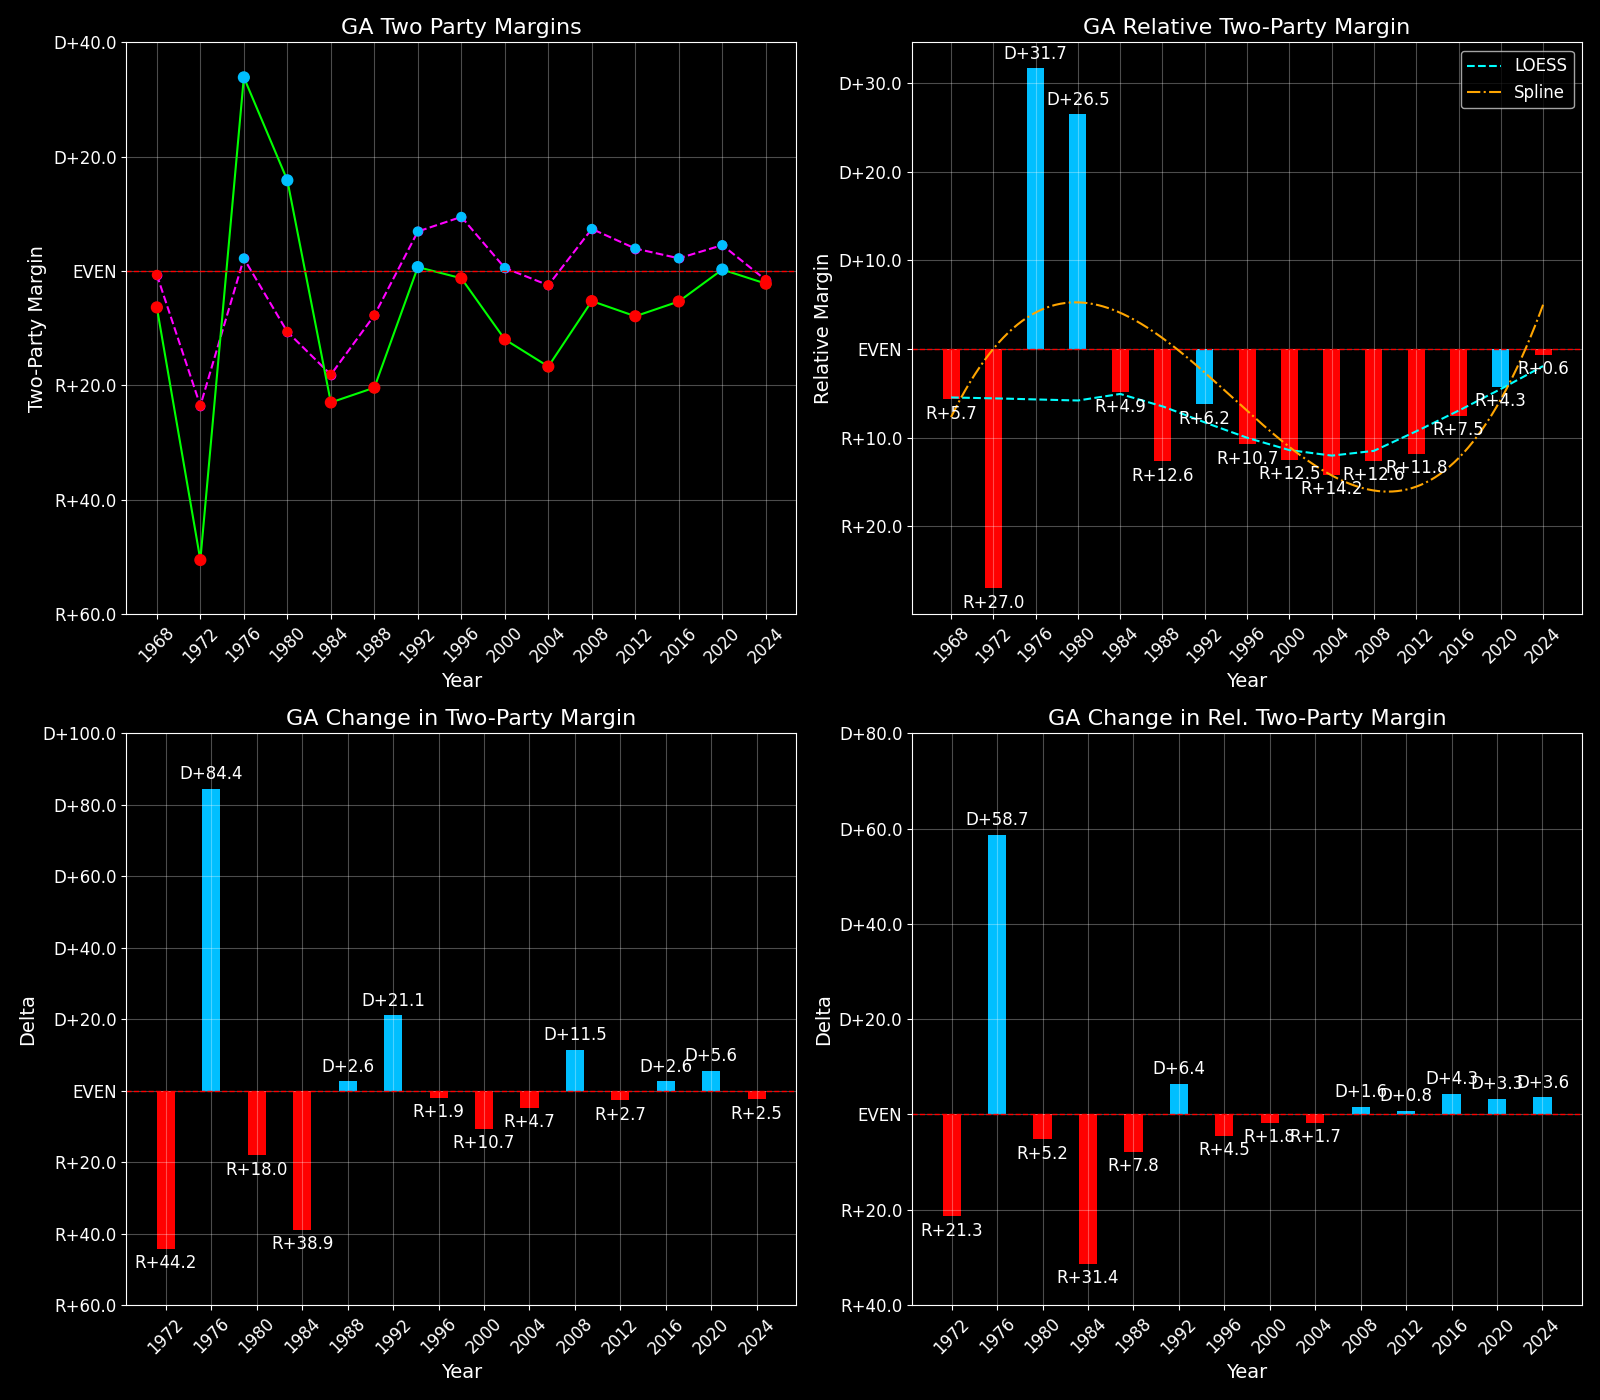 GA Two Party Margins
D+40.0
D+20.0
EVEN
R+20.0
R+40.0
R+60.0
Two-Party Margin
1968 1972 1976 1980 1984 1988 1992 1996 2000 2004 2008 2012 2016 2020 2024
Year
GA Relative Two-Party Margin
LOESS
Spline
D+30.0
D+20.0
D+10.0
EVEN
R+10.0
R+20.0
Relative Margin
R+5.7
R+27.0
D+31.7
D+26.5
R+4.9
R+12.6
R+6.2
R+10.7
R+12.5
R+14.2
R+12.6
R+11.8
R+7.5
R+4.3
R+0.6
1968 1972 1976 1980 1984 1988 1992 1996 2000 2004 2008 2012 2016 2020 2024
Year
GA Change in Two-Party Margin
D+100.0
D+80.0
D+60.0
D+40.0
D+20.0
EVEN
R+20.0
R+40.0
R+60.0
Delta
R+44.2
D+84.4
R+18.0
R+38.9
D+2.6
D+21.1
R+1.9
R+10.7
R+4.7
D+11.5
R+2.7
D+2.6
D+5.6
R+2.5
1972 1976 1980 1984 1988 1992 1996 2000 2004 2008 2012 2016 2020 2024
Year
GA Change in Rel. Two-Party Margin
D+80.0
D+60.0
D+40.0
D+20.0
EVEN
R+20.0
R+40.0
Delta
R+21.3
D+58.7
R+5.2
R+31.4
R+7.8
D+6.4
R+4.5
R+1.8
R+1.7
D+1.6
D+0.8
D+4.3
D+3.3
D+3.6
1972 1976 1980 1984 1988 1992 1996 2000 2004 2008 2012 2016 2020 2024
Year